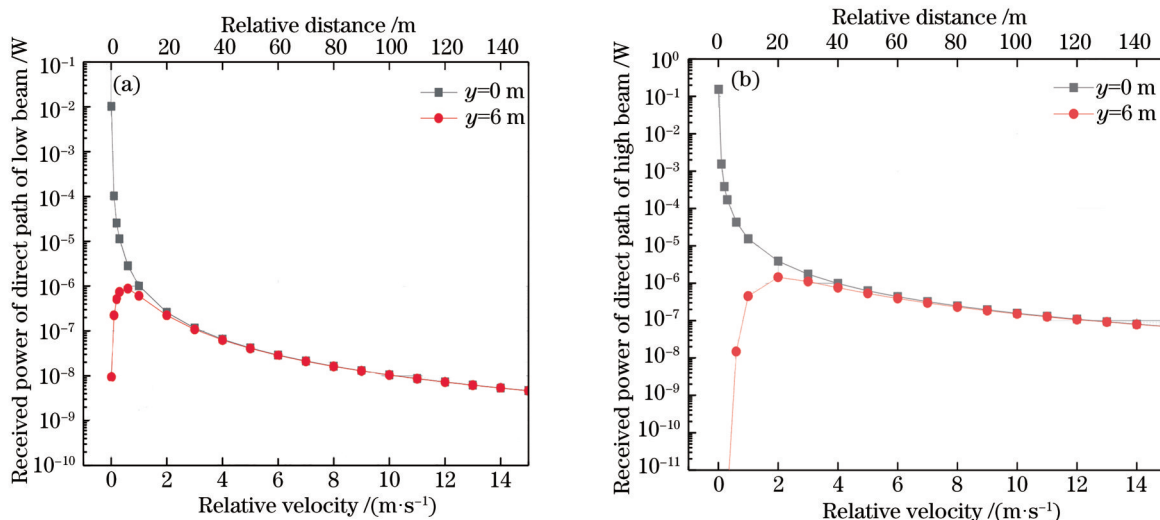 Relative distance /m
0 20 40 60 80 100 120 140
Received power of direct path of low beam /W
10⁻¹
10⁻²
10⁻⁴
10⁻⁵
10⁻⁶
10⁻⁷
10⁻⁸
10⁻⁹
10⁻¹⁰
(a)
y=0 m
y=6 m
0 2 4 6 8 10 12 14
Relative velocity /(m·s⁻¹)
Relative distance /m
0 20 40 60 80 100 120 140
Received power of direct path of high beam /W
10⁰
10⁻¹
10⁻²
10⁻³
10⁻⁴
10⁻⁵
10⁻⁶
10⁻⁷
10⁻⁸
10⁻⁹
10⁻¹⁰
10⁻¹¹
(b)
y=0 m
y=6 m
0 2 4 6 8 10 12 14
Relative velocity /(m·s⁻¹)